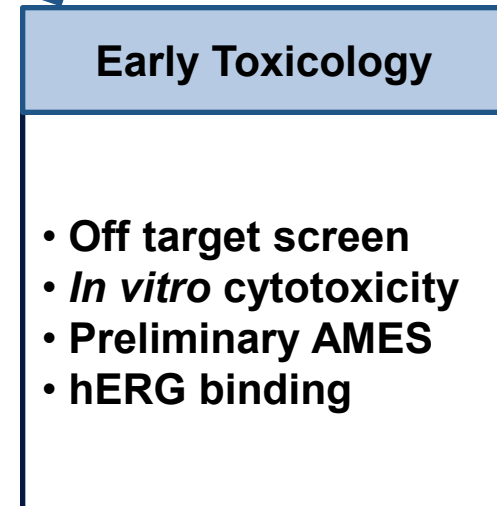 Early Toxicology
• Off target screen
• In vitro cytotoxicity
• Preliminary AMES
• hERG binding